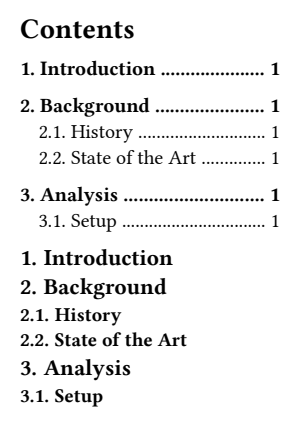 Contents
1. Introduction ........................ 1
2. Background ......................... 1
2.1. History ............................. 1
2.2. State of the Art .............. 1
3. Analysis ................................ 1
3.1. Setup ................................ 1
1. Introduction
2. Background
2.1. History
2.2. State of the Art
3. Analysis
3.1. Setup